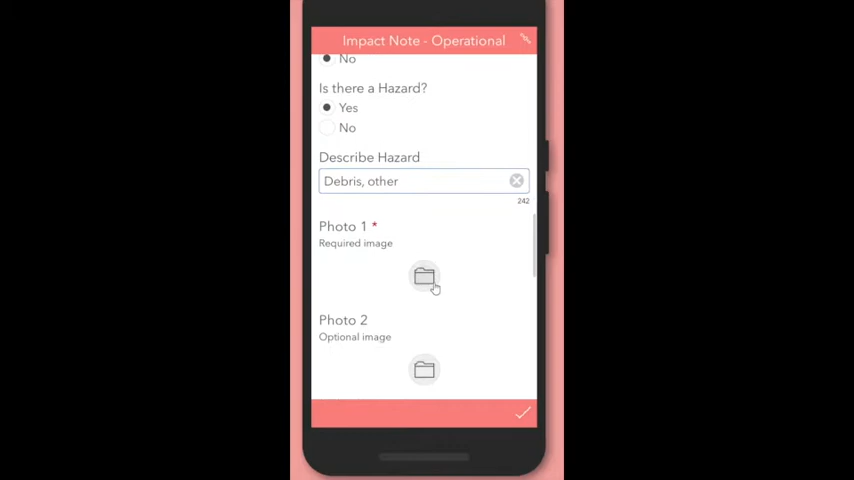 Impact Note - Operational
No
Is there a Hazard?
Yes
No
Describe Hazard
Debris, other
242
Photo 1 *
Required image
Photo 2
Optional image